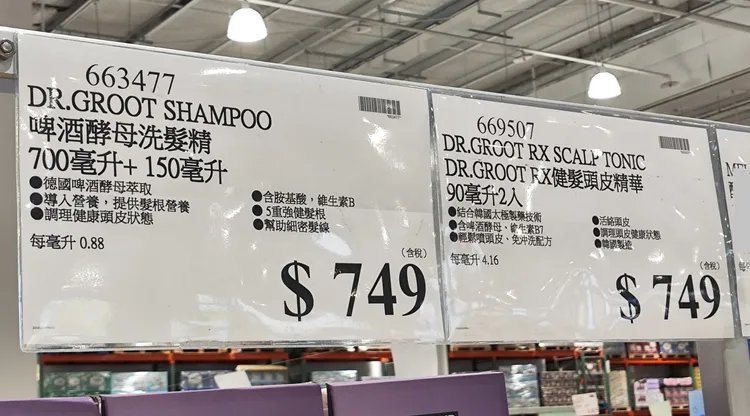 663477
DR.GROOT SHAMPOO
啤酒酵母洗髮精
700毫升+ 150毫升
●德國啤酒酵母萃取
●導入營養，提供髮根營養
●調理健康頭皮狀態
●含胺基酸，維生素B
●5重強健髮根
●幫助細密髮線
每毫升 0.88
(含稅)
$ 749
669507
DR.GROOT RX SCALP TONIC
DR.GROOT RX健髮頭皮精華
90毫升2入
●結合韓國太極製藥技術
●含啤酒酵母、維生素B7
●輕鬆噴頭皮、免沖洗配方
●活絡頭皮
●調理頭皮健康狀態
●韓國製造
每毫升 4.16
(含稅)
$ 749